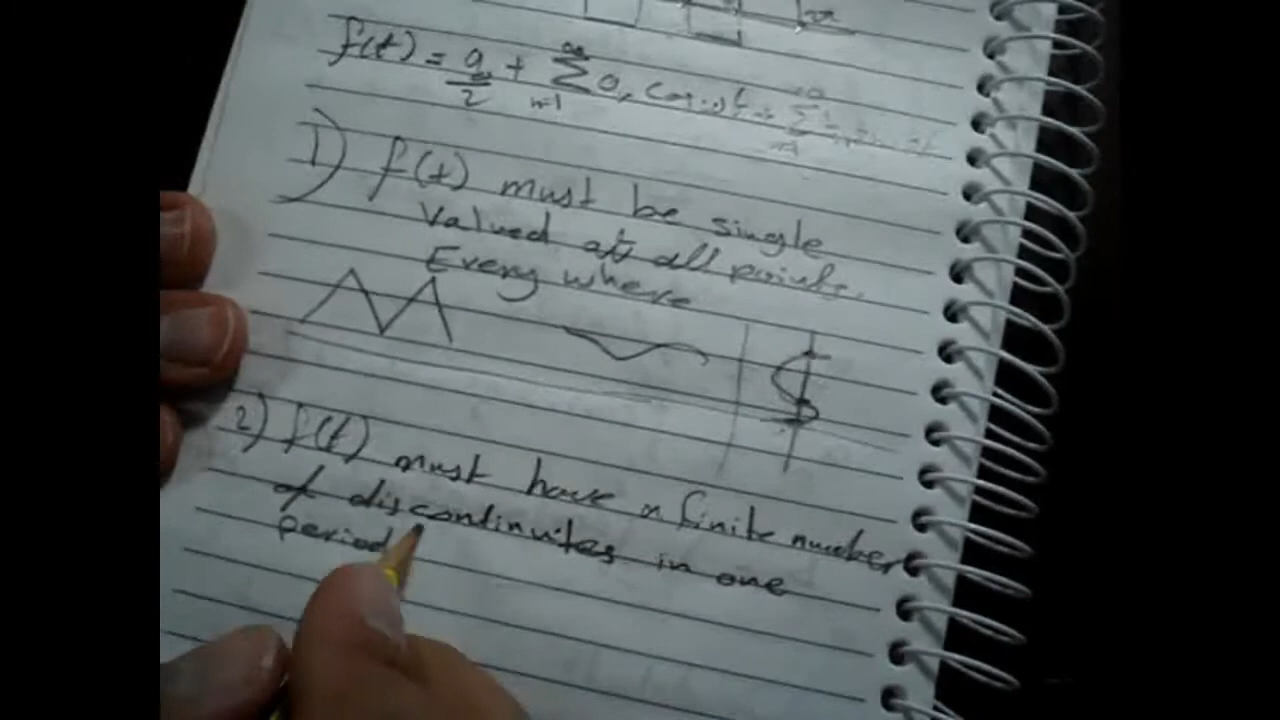 f(t) = a₀/2 + ∞ Σ n=1 aₙ cos
1) f(t) must be single
Valued at all points.
Every where
2) f(t) must have a finite number
of discontinuites in one
period